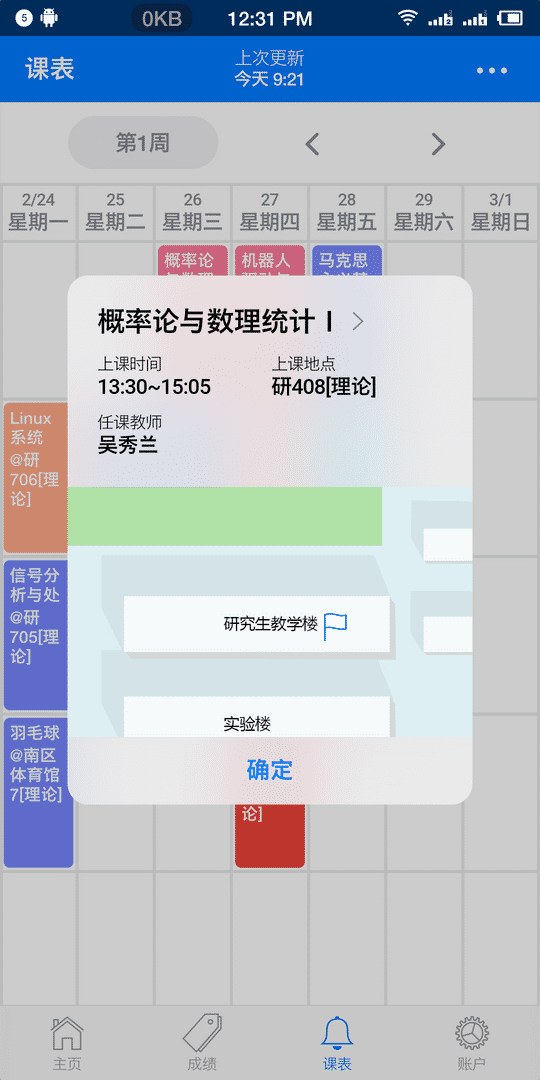 5
0KB
12:31 PM
课表
上次更新
今天 9:21
第1周
2/24
星期一
25
星期二
26
星期三
27
星期四
28
星期五
29
星期六
3/1
星期日
概率论
机器人
马克思
概率论与数理统计 I
上课时间
13:30~15:05
上课地点
研408[理论]
任课教师
吴秀兰
Linux
系统
@研
706[理
论]
信号分
析与处
@研
705[理
论]
研究生教学楼
实验楼
羽毛球
@南区
体育馆
7[理论]
确定
论]
主页
成绩
课表
账户